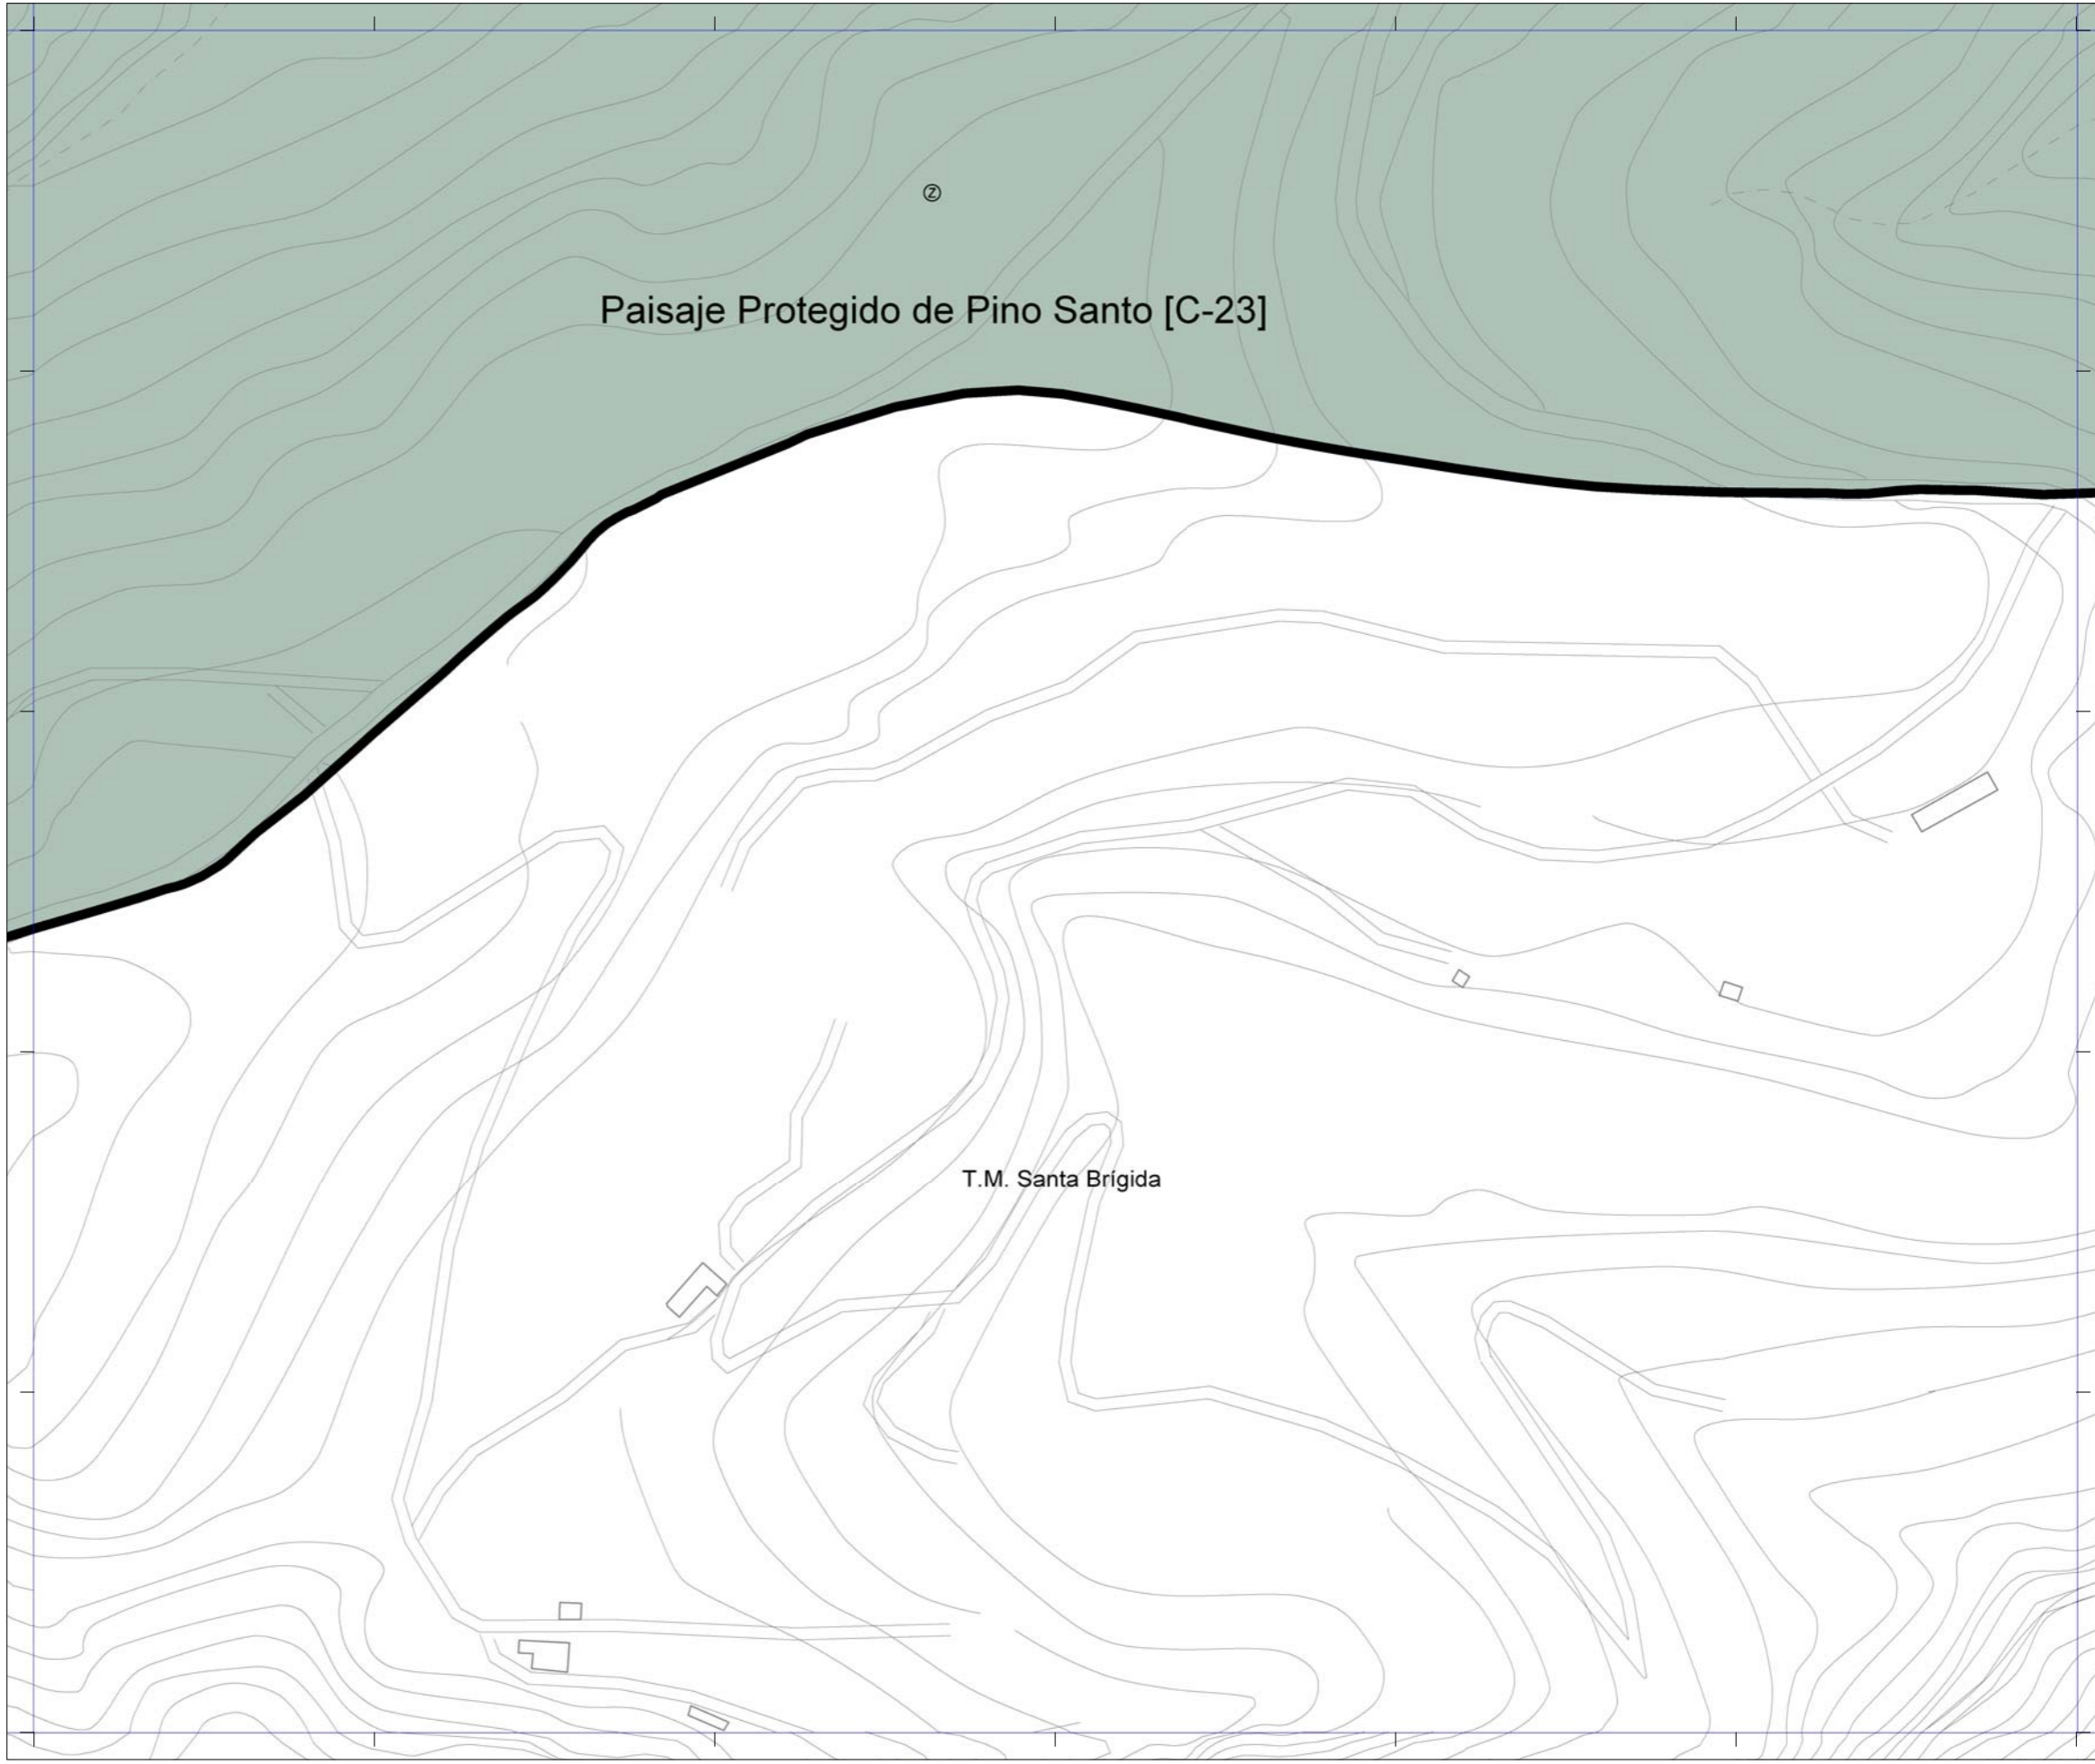 Ⓩ
Paisaje Protegido de Pino Santo [C-23]
T.M. Santa Brígida